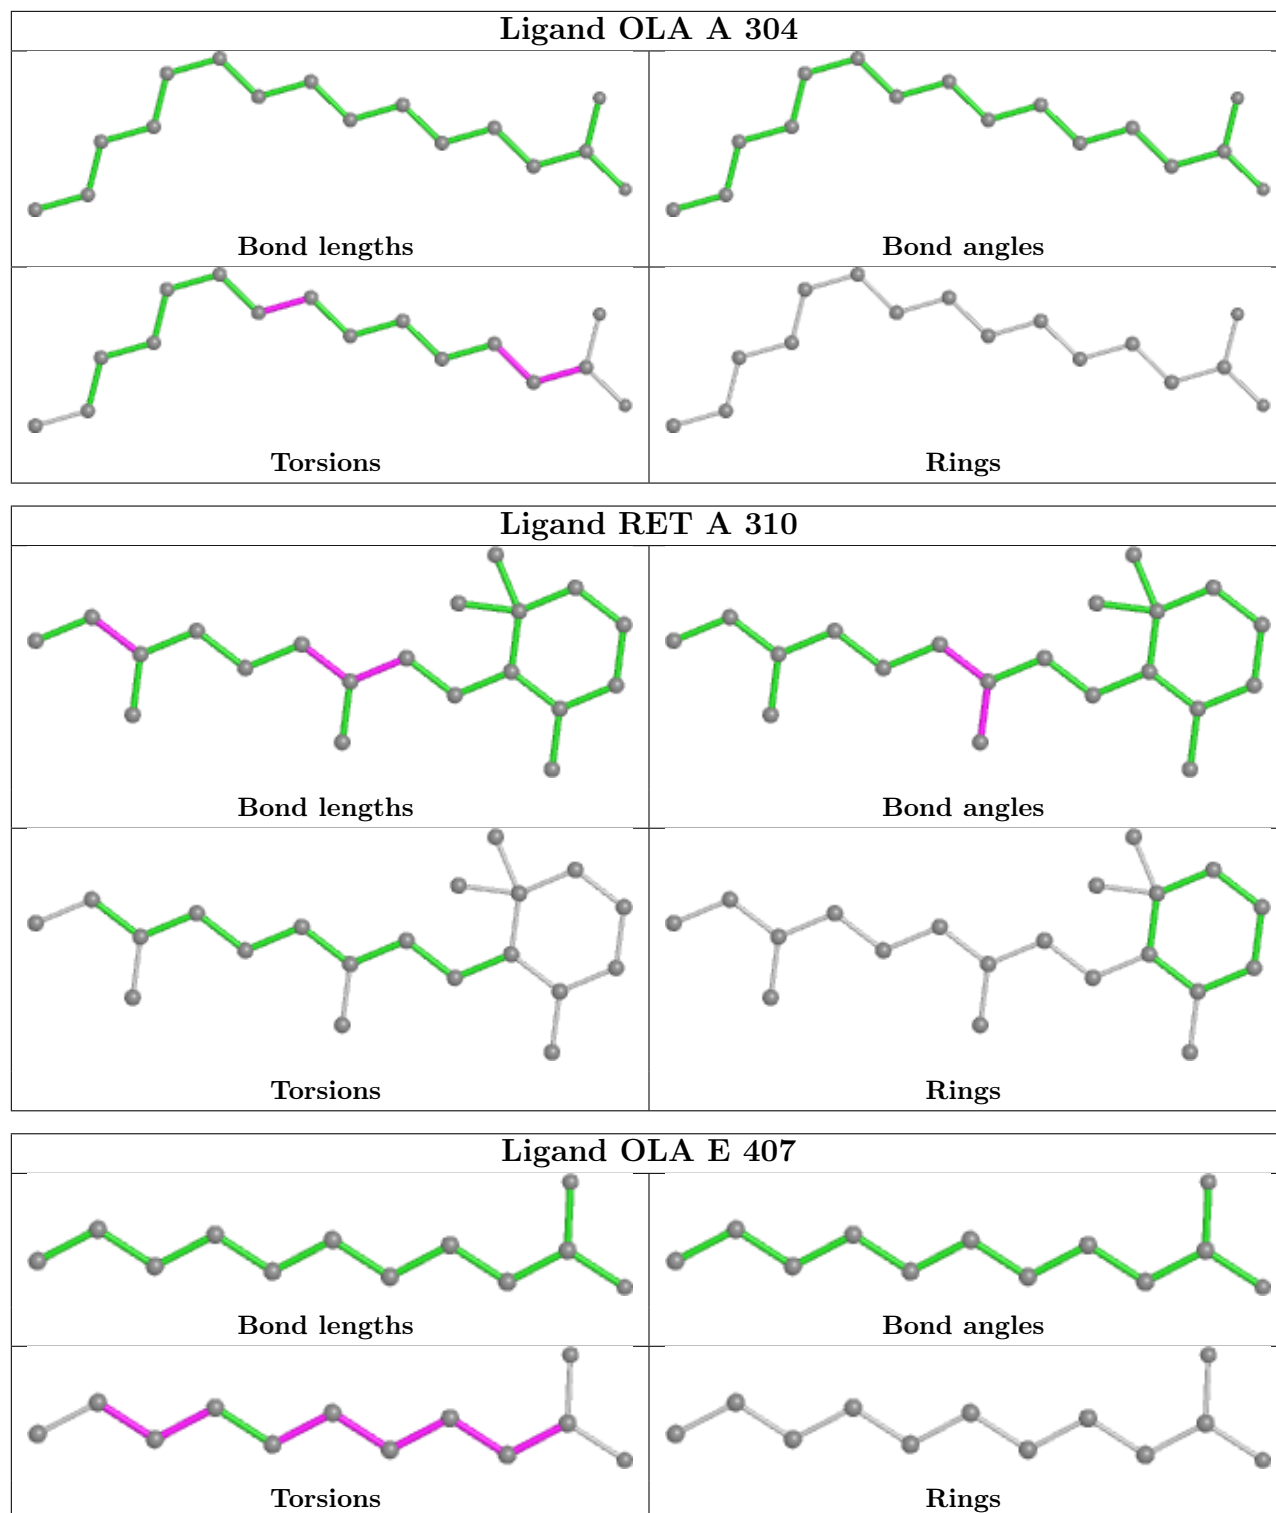 Ligand OLA A 304
Bond lengths
Bond angles
Torsions
Rings
Ligand RET A 310
Bond lengths
Bond angles
Torsions
Rings
Ligand OLA E 407
Bond lengths
Bond angles
Torsions
Rings